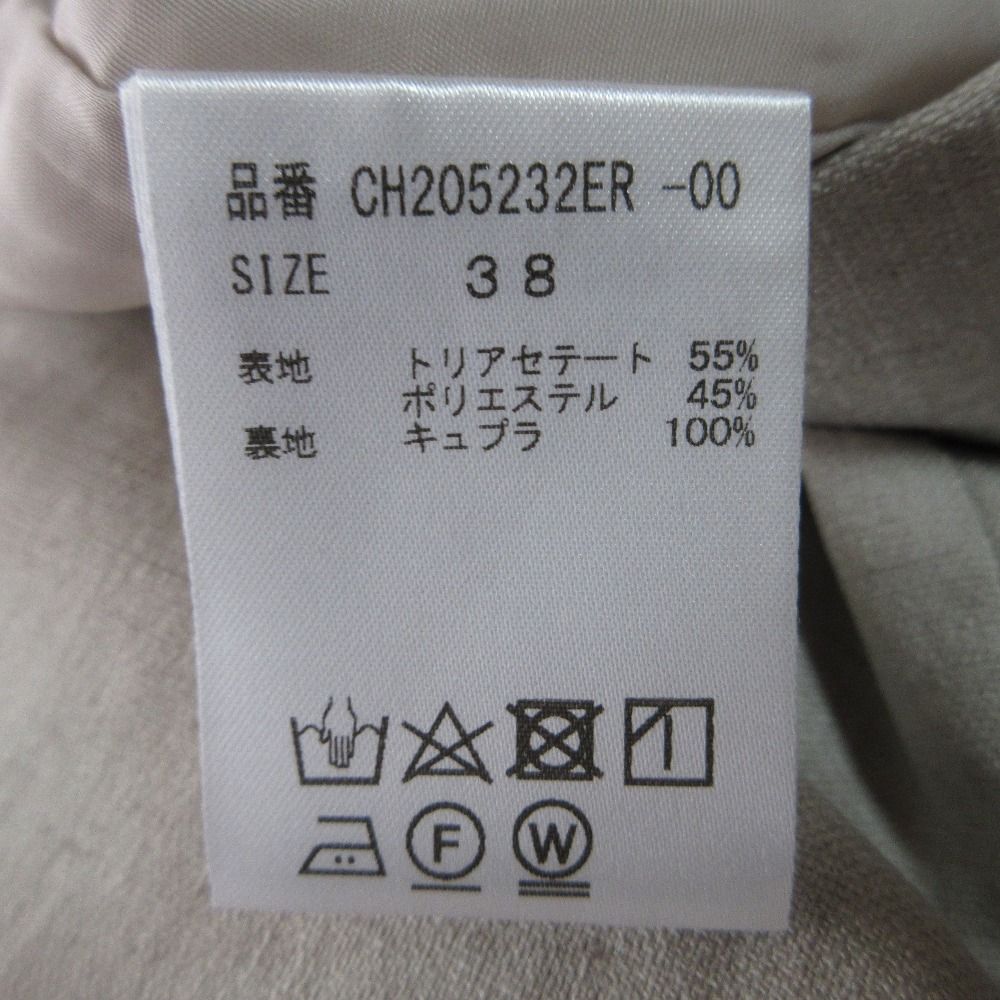 品番 CH205232ER -00
SIZE 38
表地 トリアセテート 55%
ポリエステル 45%
裏地 キュプラ 100%
F W